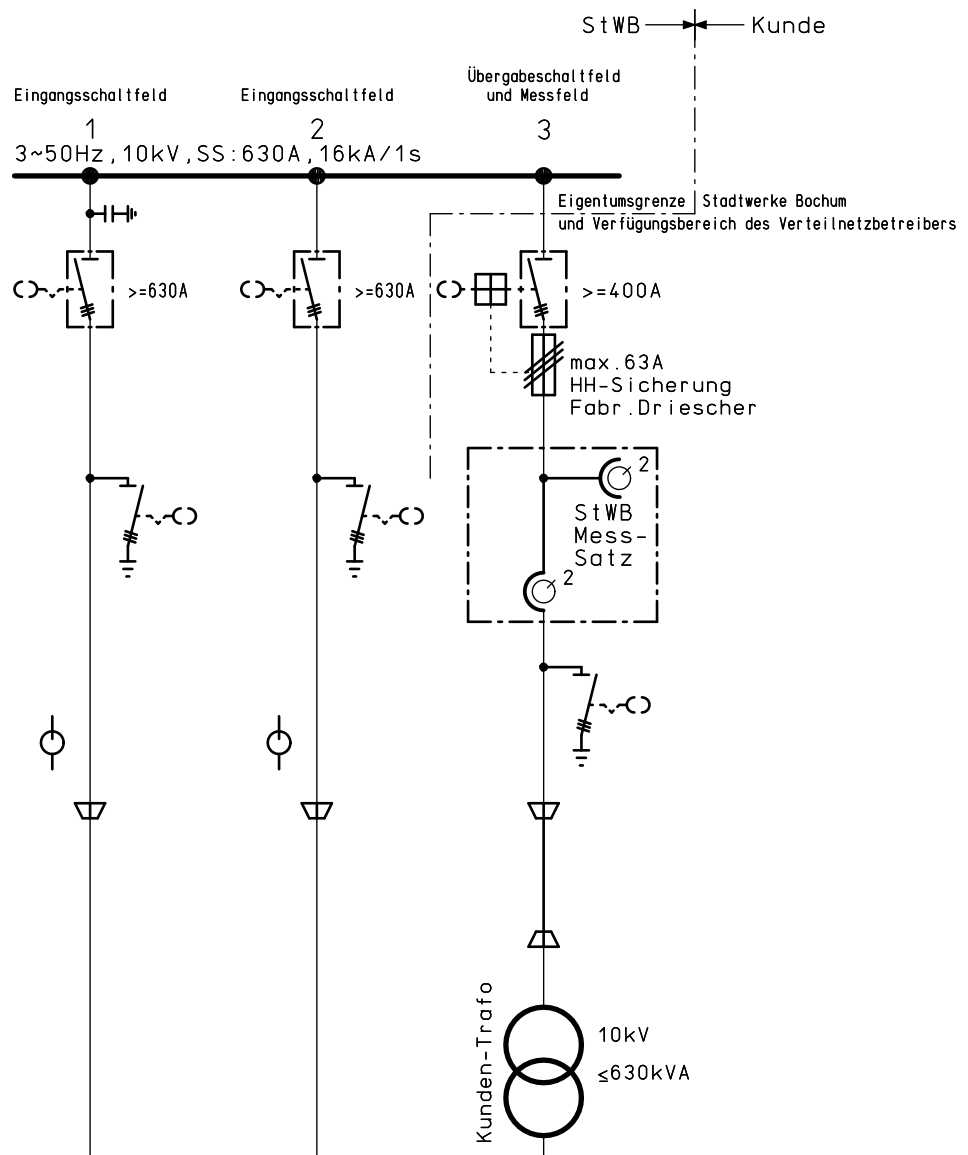 StWB
Kunde
Eingangsschaltfeld
Eingangsschaltfeld
Übergabeschaltfeld
und Messfeld
1
2
3
3~50Hz,10kV,SS:630A,16kA/1s
Eigentumsgrenze Stadtwerke Bochum
und Verfügungsbereich des Verteilnetzbetreibers
>=630A
>=630A
>=400A
max.63A
HH-Sicherung
Fabr.Driescher
2
StWB
Mess-
Satz
2
Kunden-Trafo
10kV
≤630kVA